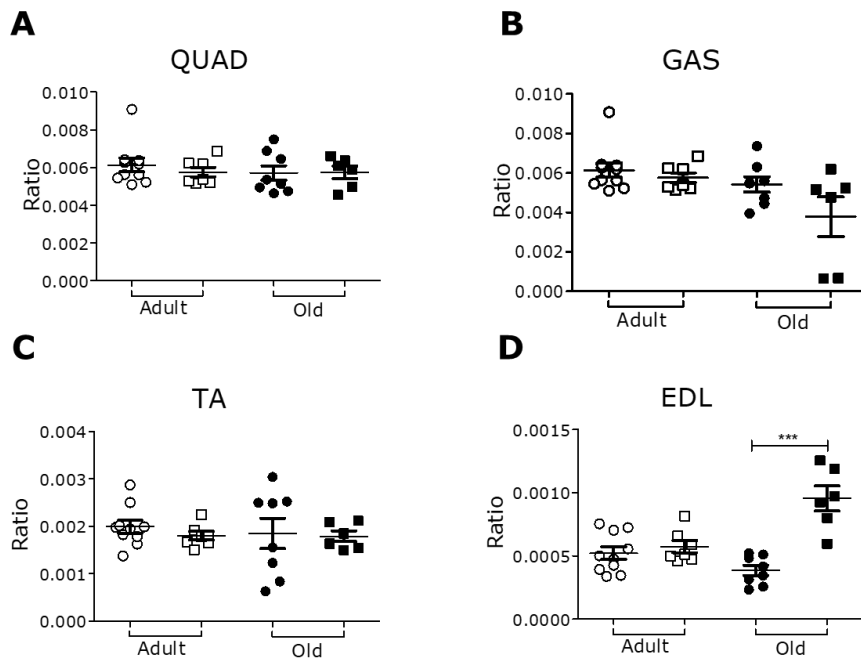 A
QUAD
Ratio
0.010
0.008
0.006
0.004
0.002
0.000
Adult
Old
B
GAS
Ratio
0.010
0.008
0.006
0.004
0.002
0.000
Adult
Old
C
TA
Ratio
0.004
0.003
0.002
0.001
0.000
Adult
Old
D
EDL
Ratio
0.0015
0.0010
0.0005
0.0000
***
Adult
Old